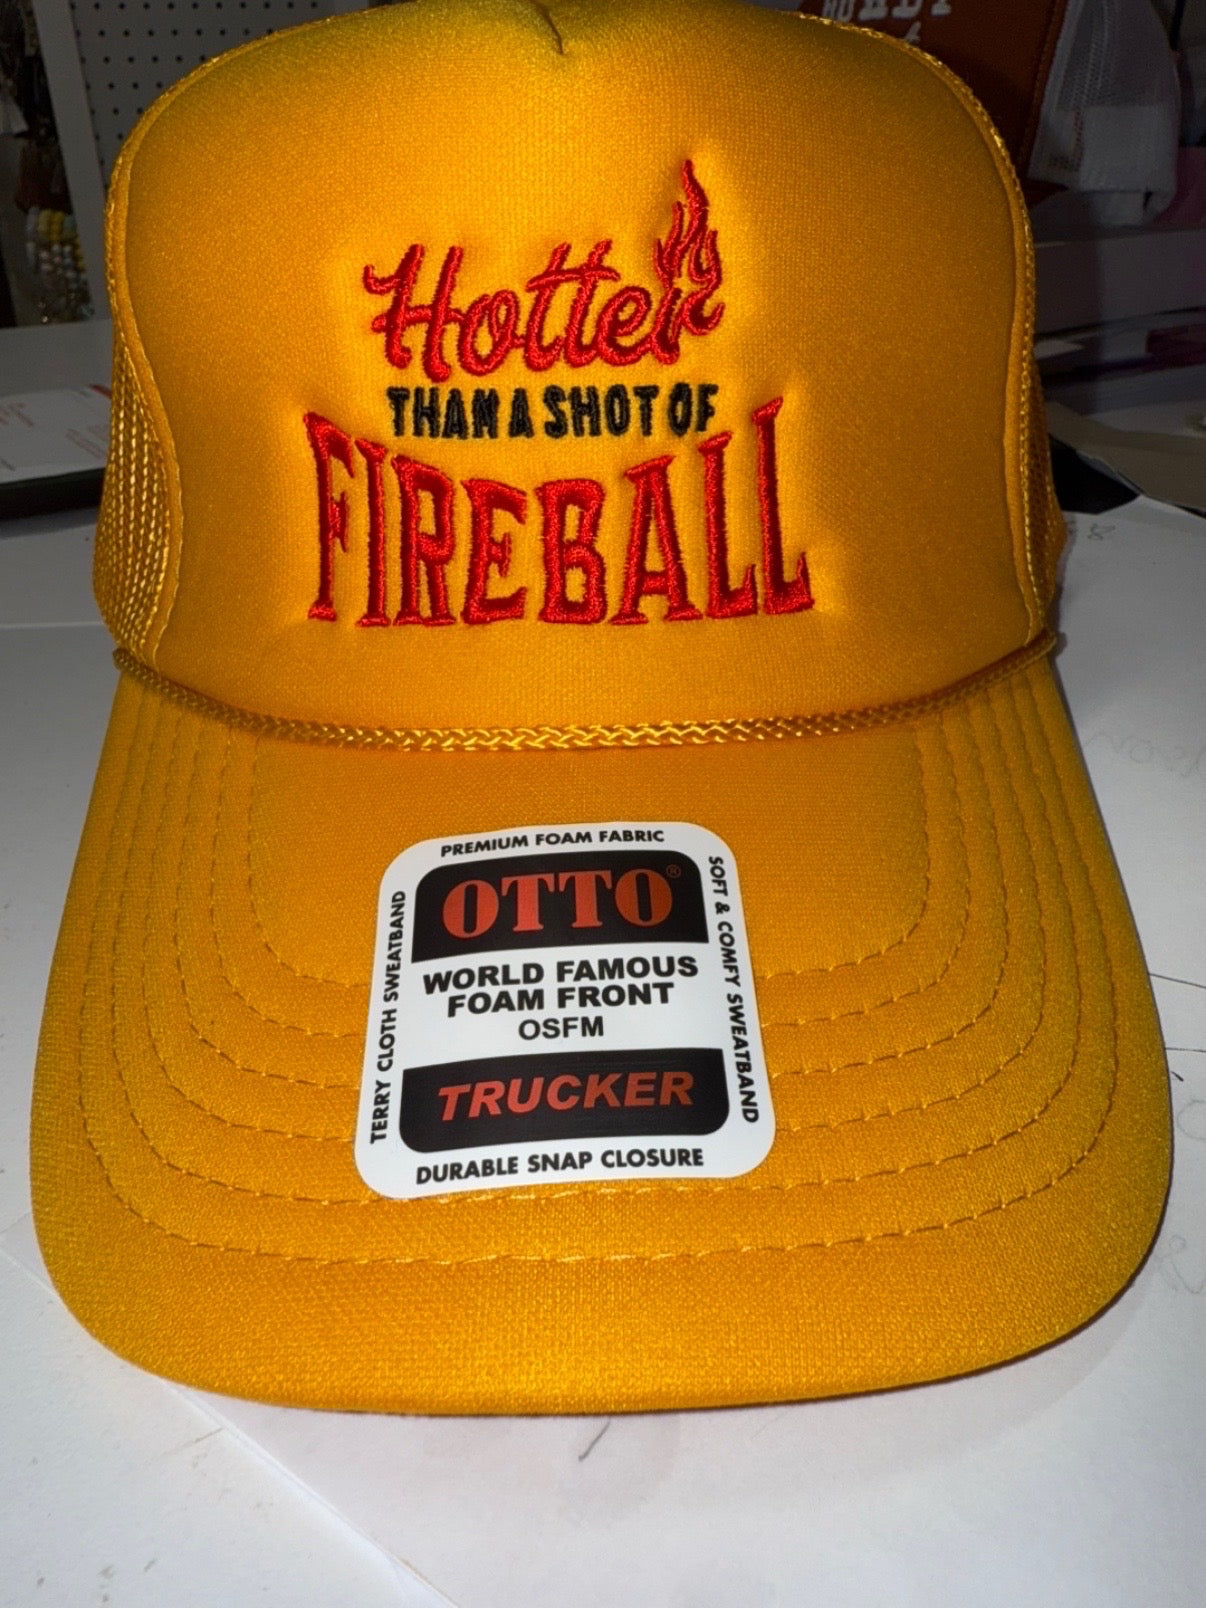 Hotter
THAN A SHOT OF
FIREBALL
PREMIUM FOAM FABRIC
OTTO®
TERRY CLOTH SWEATBAND
SOFT & COMFY SWEATBAND
WORLD FAMOUS
FOAM FRONT
OSFM
TRUCKER
DURABLE SNAP CLOSURE